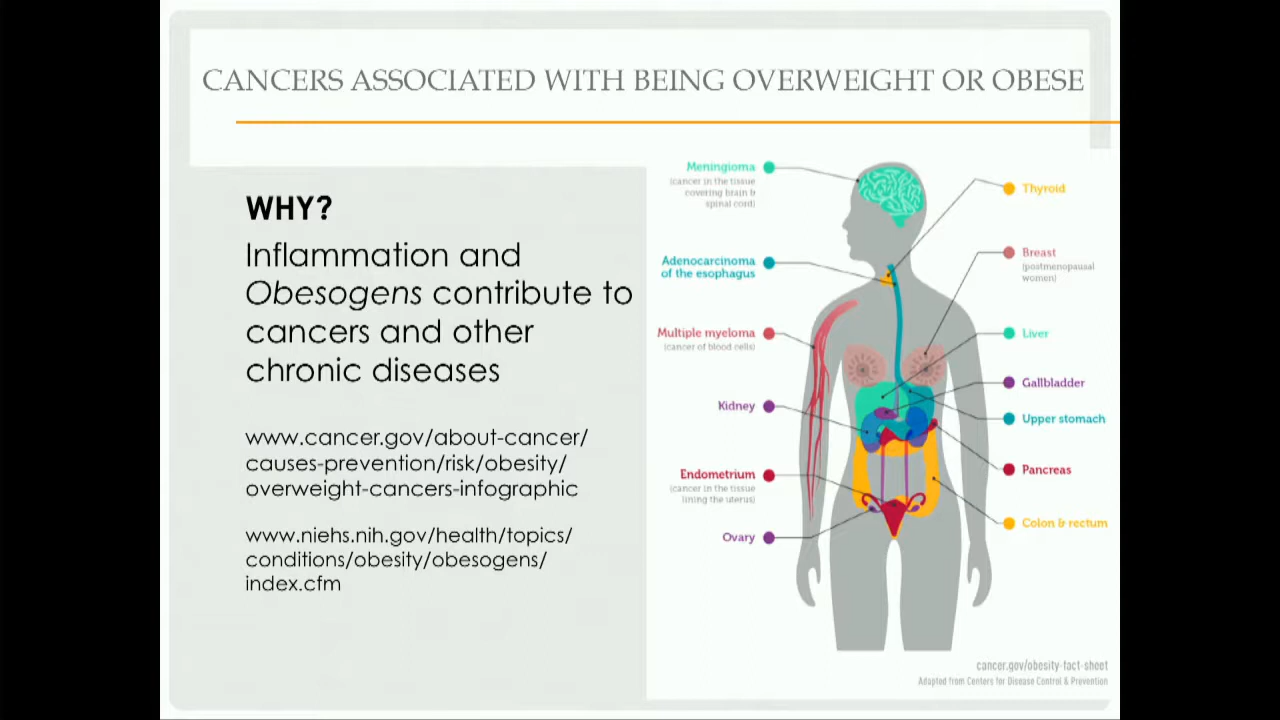 CANCERS ASSOCIATED WITH BEING OVERWEIGHT OR OBESE
WHY?
Inflammation and
Obesogens contribute to
cancers and other
chronic diseases
www.cancer.gov/about-cancer/
causes-prevention/risk/obesity/
overweight-cancers-infographic
www.niehs.nih.gov/health/topics/
conditions/obesity/obesogens/
index.cfm
Meningioma
(cancer in the tissue
covering brain &
spinal cord)
Adenocarcinoma
of the esophagus
Multiple myeloma
(cancer of blood cells)
Kidney
Endometrium
(cancer in the tissue
lining the uterus)
Ovary
Thyroid
Breast
(postmenopausal
women)
Liver
Gallbladder
Upper stomach
Pancreas
Colon & rectum
cancer.gov/obesity-fact-sheet
Adapted from Centers for Disease Control & Prevention